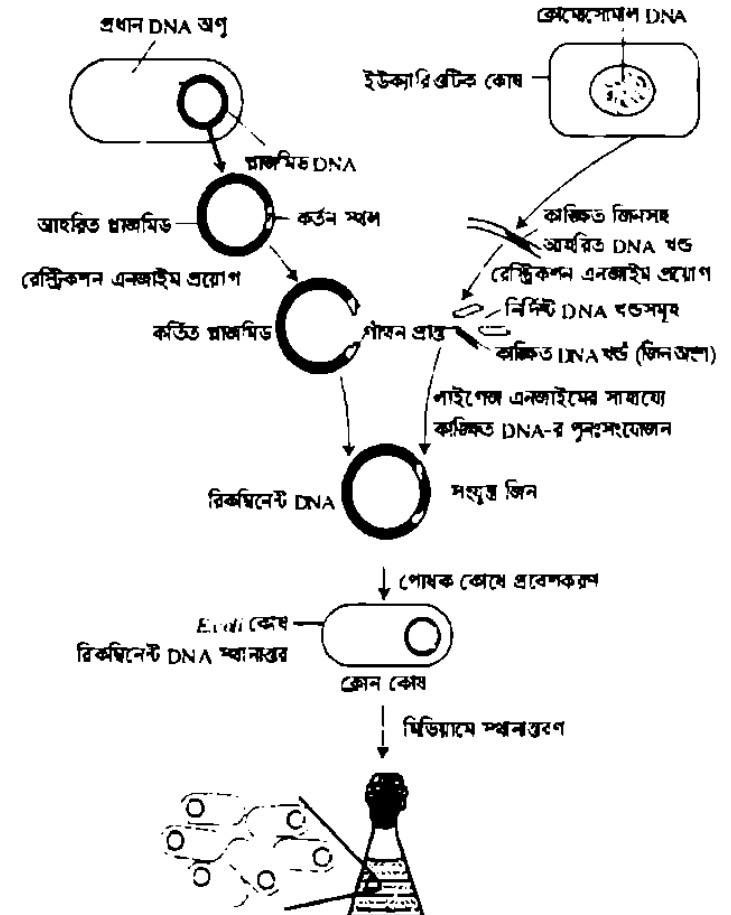 প্রধান DNA অণু
ক্রোমোসোমাল DNA
ইউক্যারিওটিক কোষ
প্লাজমিড DNA
আহরিত প্লাজমিড
কর্তন স্থল
কাঙ্ক্ষিত জিনসহ
আহরিত DNA খণ্ড
রেস্ট্রিকশন এনজাইম প্রয়োগ
রেস্ট্রিকশন এনজাইম প্রয়োগ
নির্দিষ্ট DNA খণ্ডসমূহ
কর্তিত প্লাজমিড
প্রান্ত
কাঙ্ক্ষিত DNA খণ্ড (জিন অংশ)
লাইগেজ এনজাইমের সাহায্যে
কাঙ্ক্ষিত DNA-র পুনঃসংযোজন
রিকম্বিনেন্ট DNA
সংযুক্ত জিন
পোষক কোষে প্রবেশকরণ
E.coli কোষ
রিকম্বিনেন্ট DNA স্থানান্তর
ক্লোন কোষ
মিডিয়ামে স্থানান্তরণ